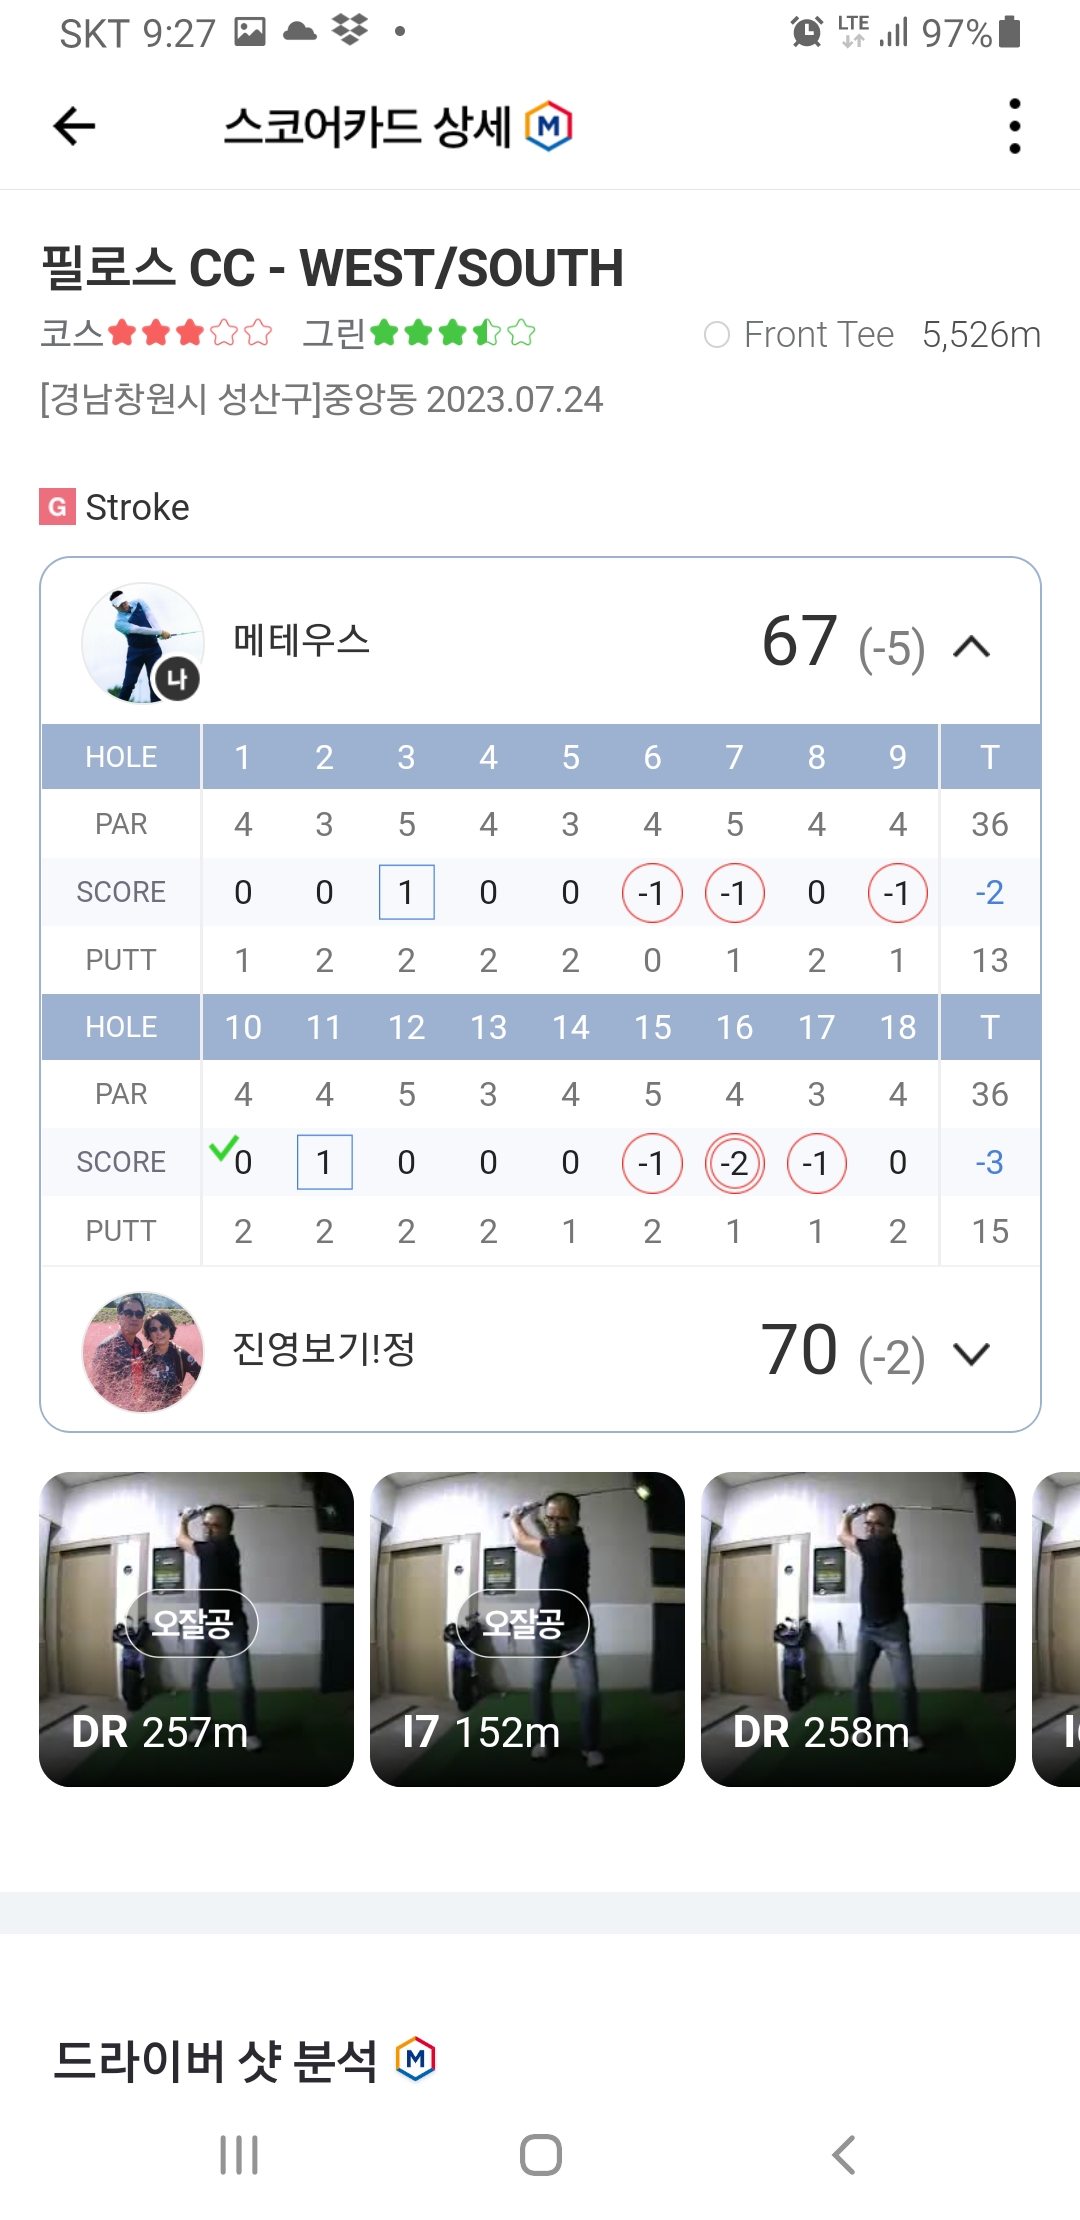 SKT 9:27 LTE 97%
스코어카드 상세 M
필로스 CC - WEST/SOUTH
코스 그린 Front Tee 5,526m
[경남창원시 성산구]중앙동 2023.07.24
G Stroke
메테우스 67 (-5)
나
HOLE 1 2 3 4 5 6 7 8 9 T
PAR 4 3 5 4 3 4 5 4 4 36
SCORE 0 0 1 0 0 -1 -1 0 -1 -2
PUTT 1 2 2 2 2 0 1 2 1 13
HOLE 10 11 12 13 14 15 16 17 18 T
PAR 4 4 5 3 4 5 4 3 4 36
SCORE 0 1 0 0 0 -1 -2 -1 0 -3
PUTT 2 2 2 2 1 2 1 1 2 15
진영보기!정 70 (-2)
오잘공 오잘공
DR 257m I7 152m DR 258m
드라이버 샷 분석 M